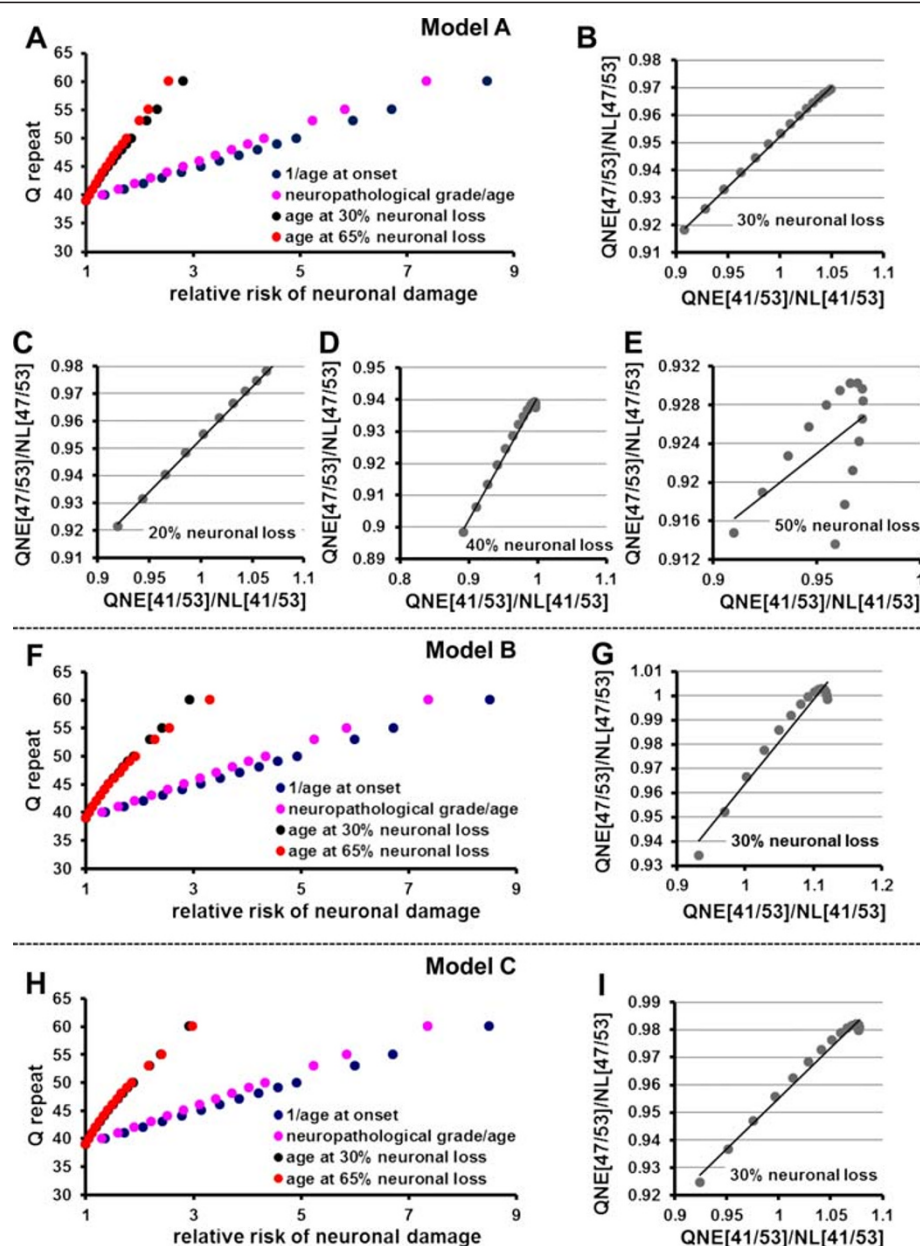 Model A
A
65
60
55
50
45
40
35
30
Q repeat
1/age at onset
neuropathological grade/age
age at 30% neuronal loss
age at 65% neuronal loss
1 3 5 7 9
relative risk of neuronal damage
B
0.98
0.97
0.96
0.95
0.94
0.93
0.92
0.91
QNE[47/53]/NL[47/53]
30% neuronal loss
0.9 0.95 1 1.05 1.1
QNE[41/53]/NL[41/53]
C
0.98
0.97
0.96
0.95
0.94
0.93
0.92
0.91
QNE[47/53]/NL[47/53]
20% neuronal loss
0.9 0.95 1 1.05 1.1
QNE[41/53]/NL[41/53]
D
0.95
0.94
0.93
0.92
0.91
0.9
0.89
QNE[47/53]/NL[47/53]
40% neuronal loss
0.8 0.9 1 1.1
QNE[41/53]/NL[41/53]
E
0.932
0.928
0.924
0.920
0.916
0.912
QNE[47/53]/NL[47/53]
50% neuronal loss
0.9 0.95 1
QNE[41/53]/NL[41/53]
Model B
F
65
60
55
50
45
40
35
30
Q repeat
1/age at onset
neuropathological grade/age
age at 30% neuronal loss
age at 65% neuronal loss
1 3 5 7 9
relative risk of neuronal damage
G
1.01
1
0.99
0.98
0.97
0.96
0.95
0.94
0.93
QNE[47/53]/NL[47/53]
30% neuronal loss
0.9 1 1.1 1.2
QNE[41/53]/NL[41/53]
Model C
H
65
60
55
50
45
40
35
30
Q repeat
1/age at onset
neuropathological grade/age
age at 30% neuronal loss
age at 65% neuronal loss
1 3 5 7 9
relative risk of neuronal damage
I
0.99
0.98
0.97
0.96
0.95
0.94
0.93
0.92
QNE[47/53]/NL[47/53]
30% neuronal loss
0.9 1 1.1
QNE[41/53]/NL[41/53]